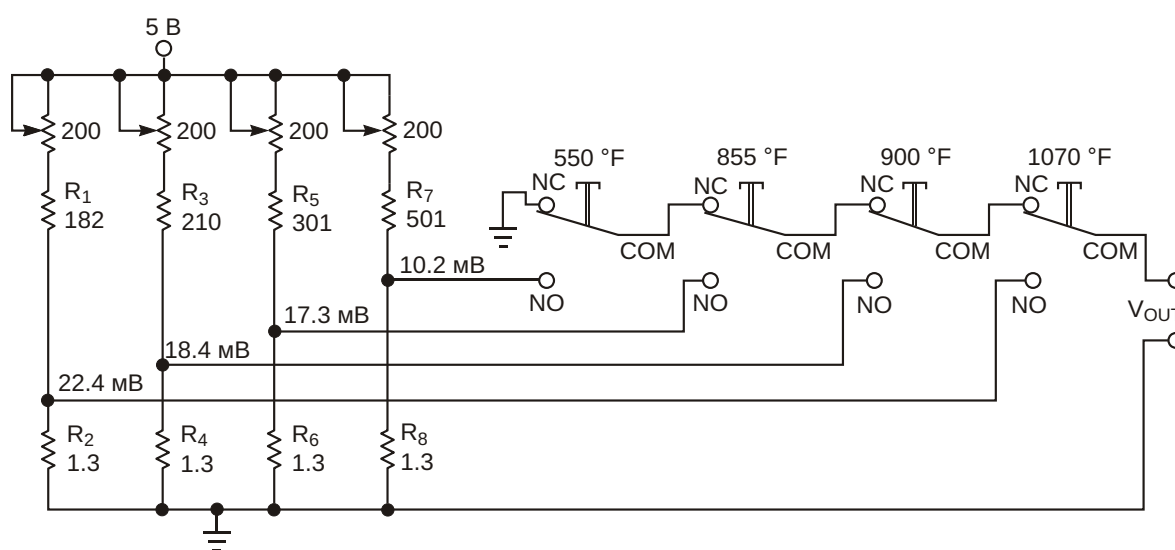 5 В
200
200
200
200
R1
182
R3
210
R5
301
R7
501
550 °F
855 °F
900 °F
1070 °F
NC
NC
NC
NC
COM
COM
COM
COM
10.2 мВ
NO
NO
NO
NO
17.3 мВ
18.4 мВ
22.4 мВ
VOUT
R2
1.3
R4
1.3
R6
1.3
R8
1.3